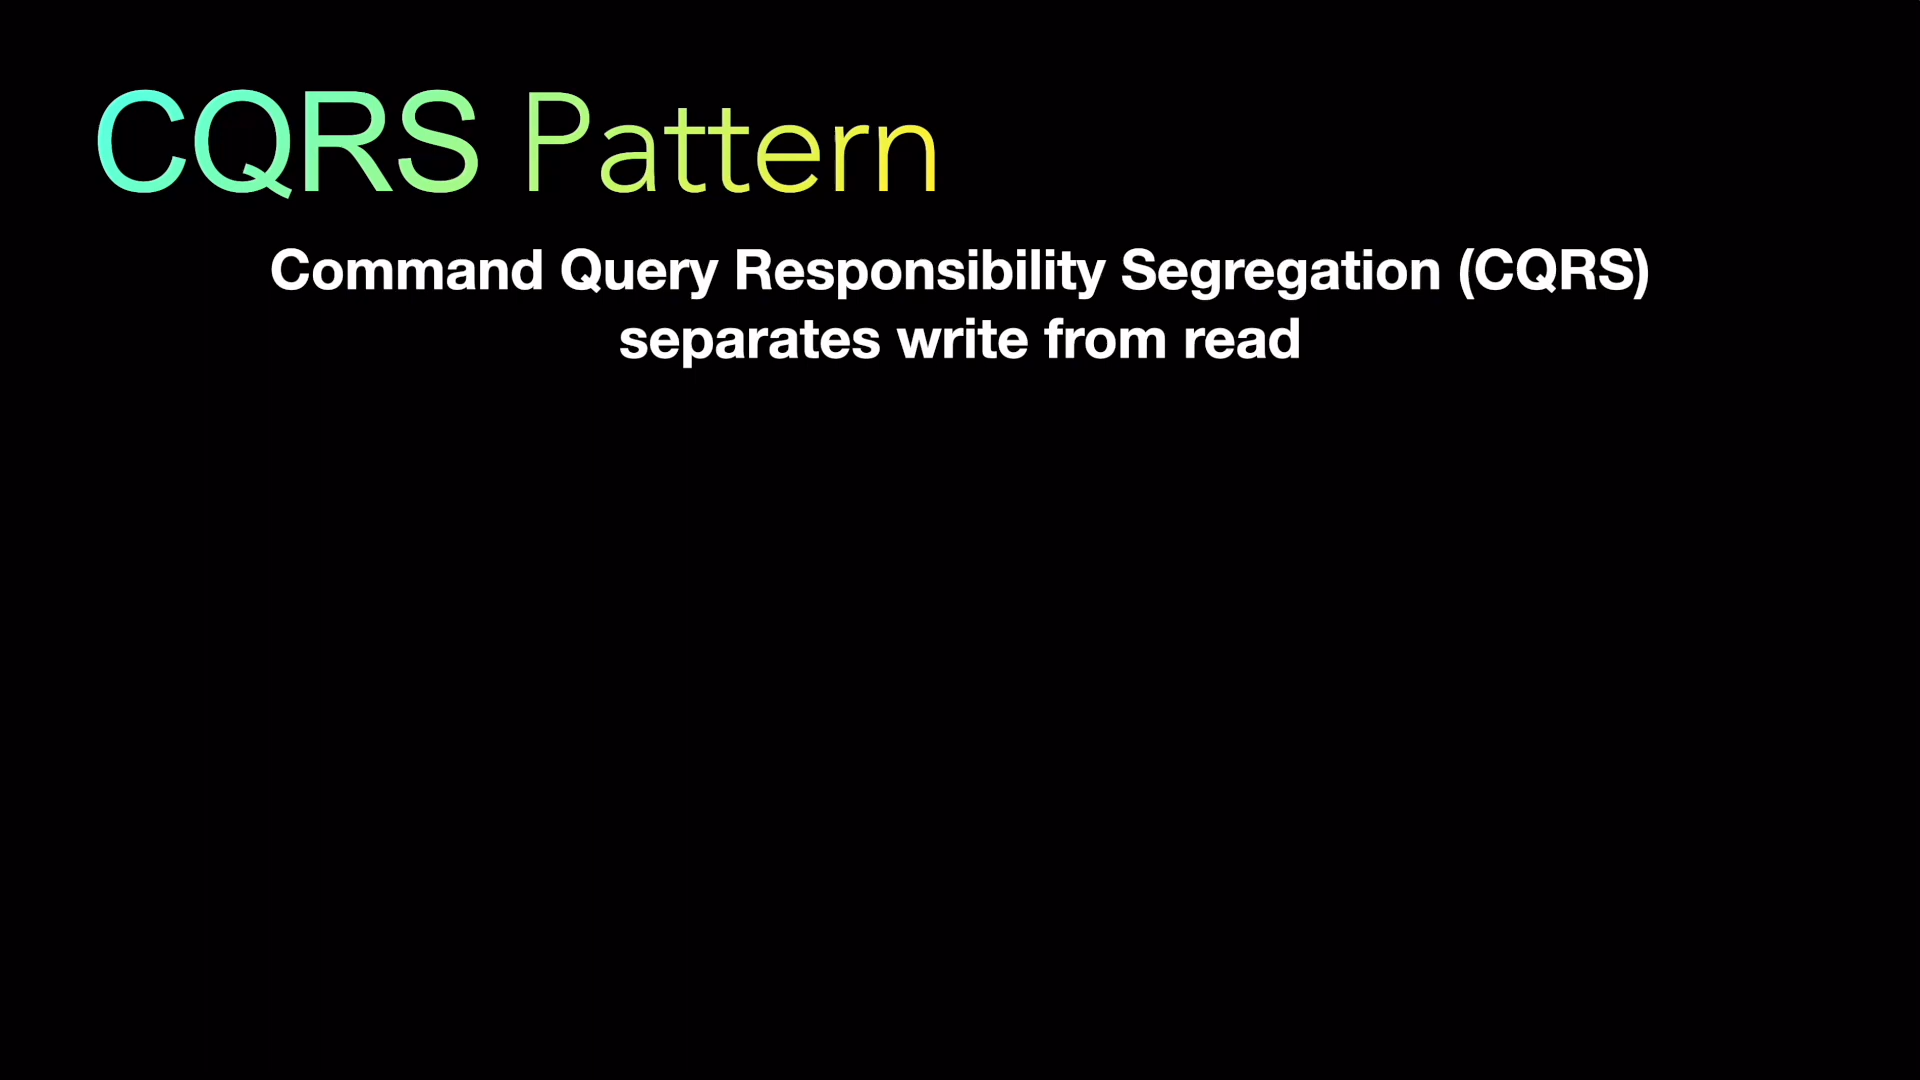 CQRS Pattern
Command Query Responsibility Segregation (CQRS)
separates write from read